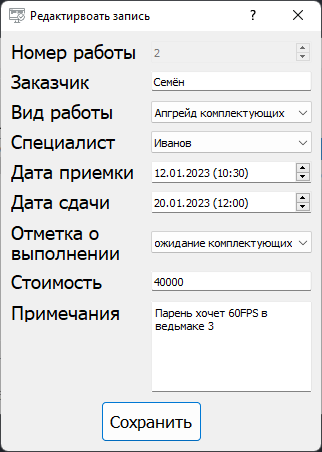 Редактирвоать запись
Номер работы 2
Заказчик Семён
Вид работы Апгрейд комплектующих
Специалист Иванов
Дата приемки 12.01.2023 (10:30)
Дата сдачи 20.01.2023 (12:00)
Отметка о
выполнении ожидание комплектующих
Стоимость 40000
Примечания Парень хочет 60FPS в
ведьмаке 3
Сохранить